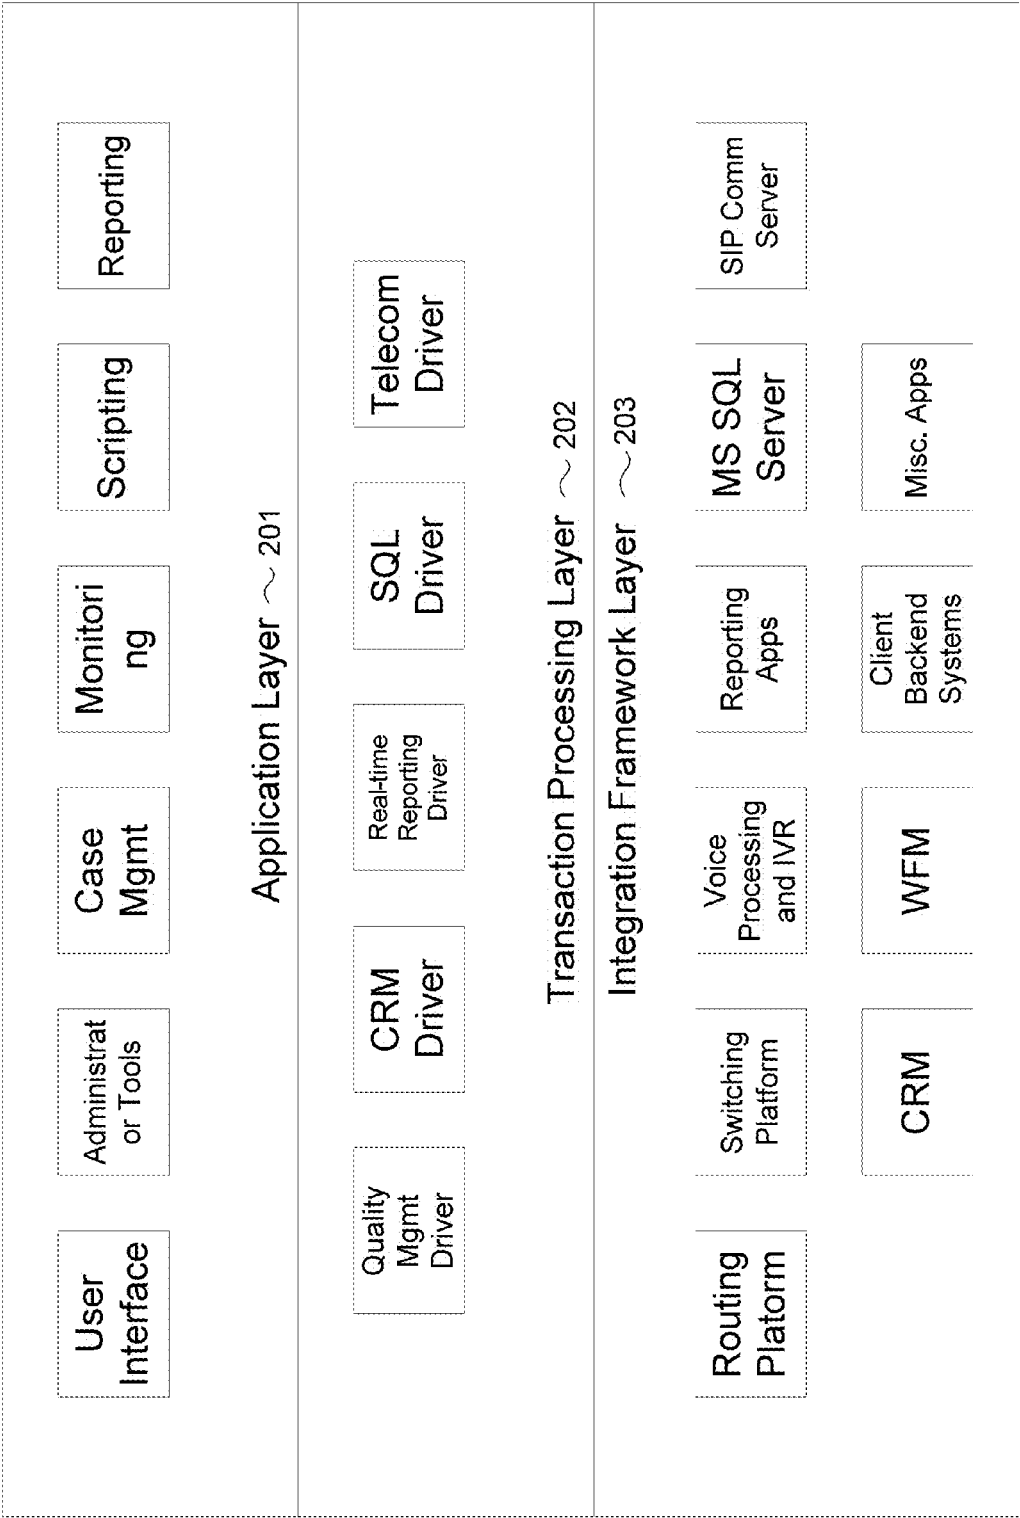 User
Interface
Administrat
or Tools
Case
Mgmt
Monitori
ng
Scripting
Reporting
Application Layer ~ 201
Quality
Mgmt
Driver
CRM
Driver
Real-time
Reporting
Driver
SQL
Driver
Telecom
Driver
Transaction Processing Layer ~ 202
Integration Framework Layer ~ 203
Routing
Platorm
Switching
Platform
Voice
Processing
and IVR
Reporting
Apps
MS SQL
Server
SIP Comm
Server
CRM
WFM
Client
Backend
Systems
Misc. Apps